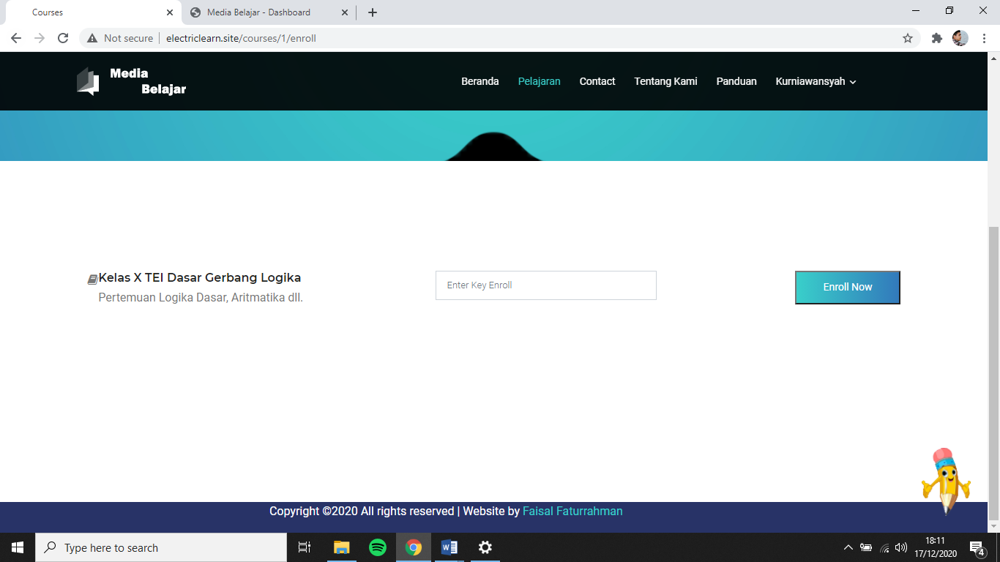 Courses
Media Belajar - Dashboard
Not secure
electriclearn.site/courses/1/enroll
Media
Belajar
Beranda Pelajaran Contact Tentang Kami Panduan Kurniawansyah
Kelas X TEI Dasar Gerbang Logika
Pertemuan Logika Dasar, Aritmatika dll.
Enter Key Enroll
Enroll Now
Copyright ©2020 All rights reserved | Website by Faisal Faturrahman
Type here to search
W
18:11
17/12/2020
4